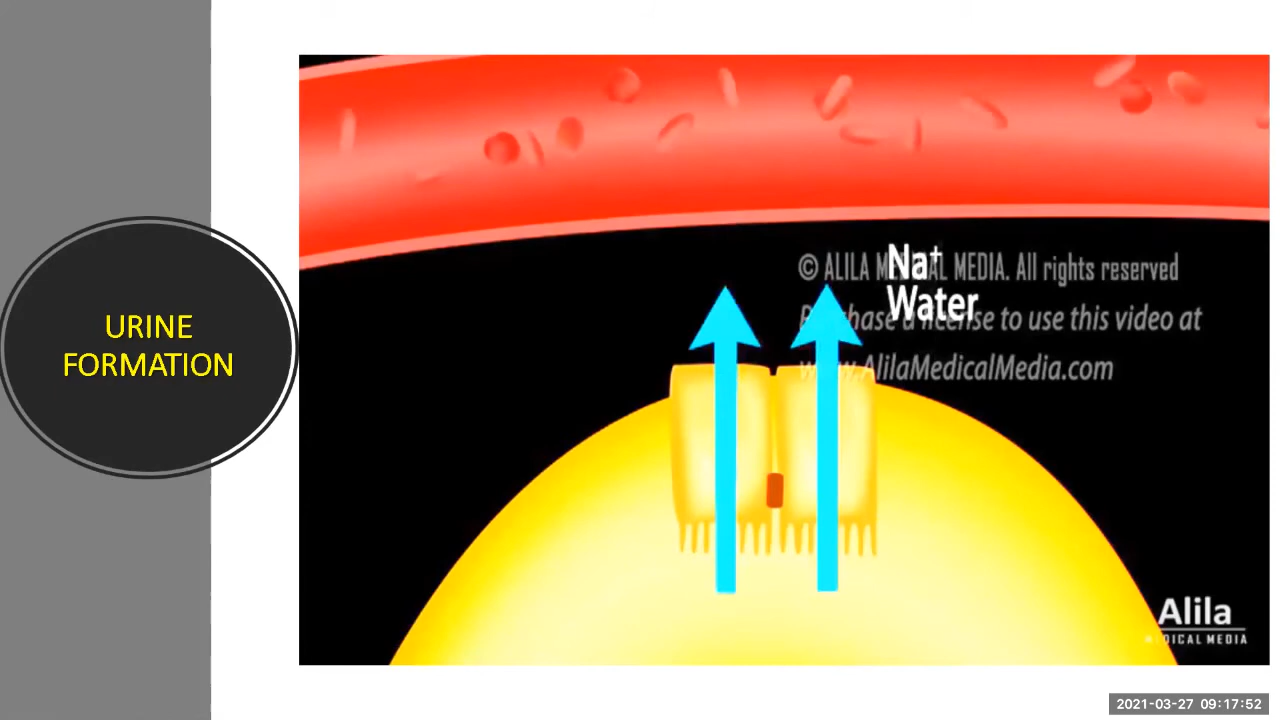 URINE
FORMATION
Na+
Water
© ALILA MEDICAL MEDIA. All rights reserved
Purchase a license to use this video at
www.AlilaMedicalMedia.com
Alila
MEDICAL MEDIA
2021-03-27 09:17:52